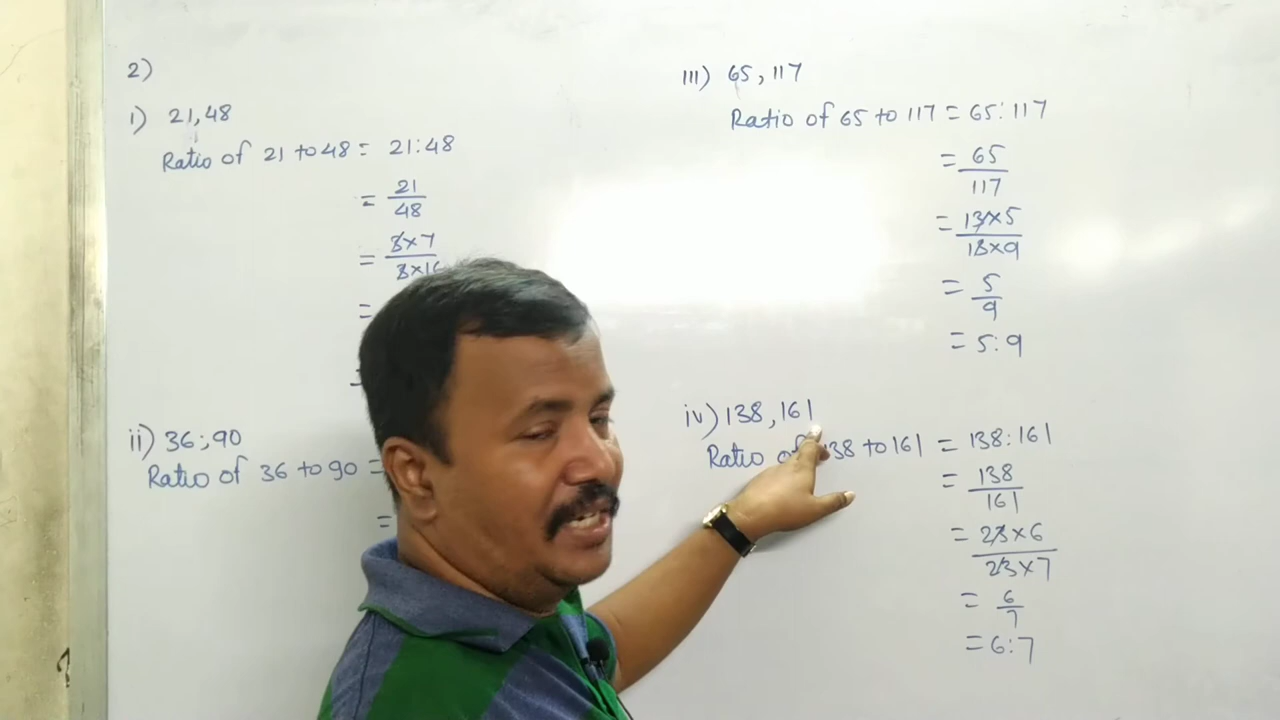 2)
i) 21,48
Ratio of 21 to 48 = 21:48
= 21/48
= 3×7/3×16
=
=
ii) 36,90
Ratio of 36 to 90 =
=
iii) 65, 117
Ratio of 65 to 117 = 65:117
= 65/117
= 13×5/13×9
= 5/9
= 5:9
iv) 138, 161
Ratio of 138 to 161 = 138:161
= 138/161
= 23×6/23×7
= 6/7
= 6:7